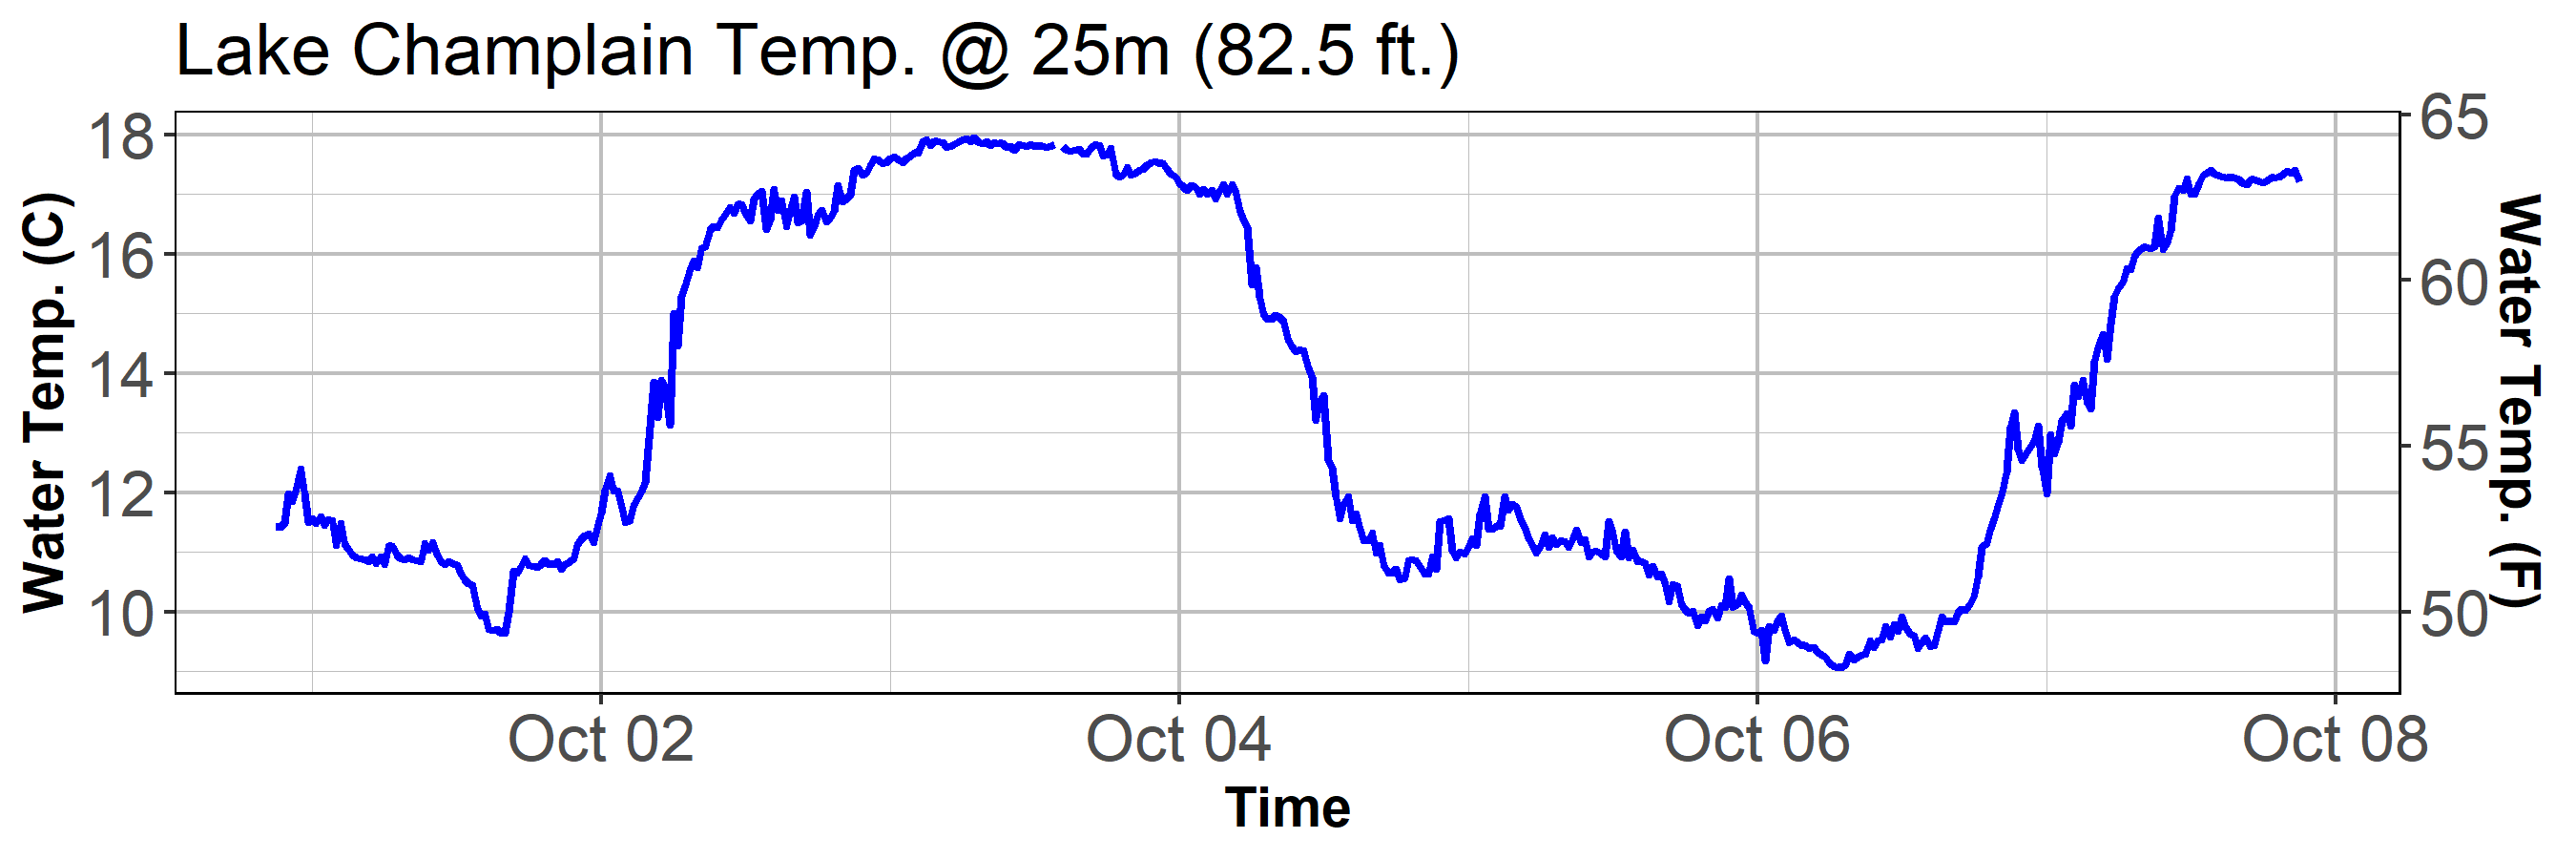 Lake Champlain Temp. @ 25m (82.5 ft.)
Water Temp. (C)
18
16
14
12
10
65
60
55
50
Water Temp. (F)
Oct 02 Oct 04 Oct 06 Oct 08
Time